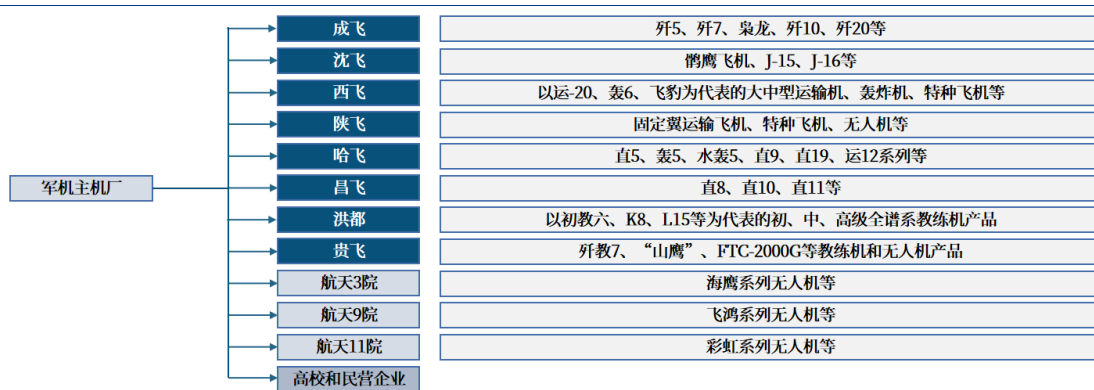 成飞
歼5、歼7、枭龙、歼10、歼20等
沈飞
鹘鹰飞机、J-15、J-16等
西飞
以运-20、轰6、飞豹为代表的大中型运输机、轰炸机、特种飞机等
陕飞
固定翼运输飞机、特种飞机、无人机等
哈飞
直5、轰5、水轰5、直9、直19、运12系列等
军机主机厂
昌飞
直8、直10、直11等
洪都
以初教六、K8、L15等为代表的初、中、高级全谱系教练机产品
贵飞
歼教7、“山鹰”、FTC-2000G等教练机和无人机产品
航天3院
海鹰系列无人机等
航天9院
飞鸿系列无人机等
航天11院
彩虹系列无人机等
高校和民营企业